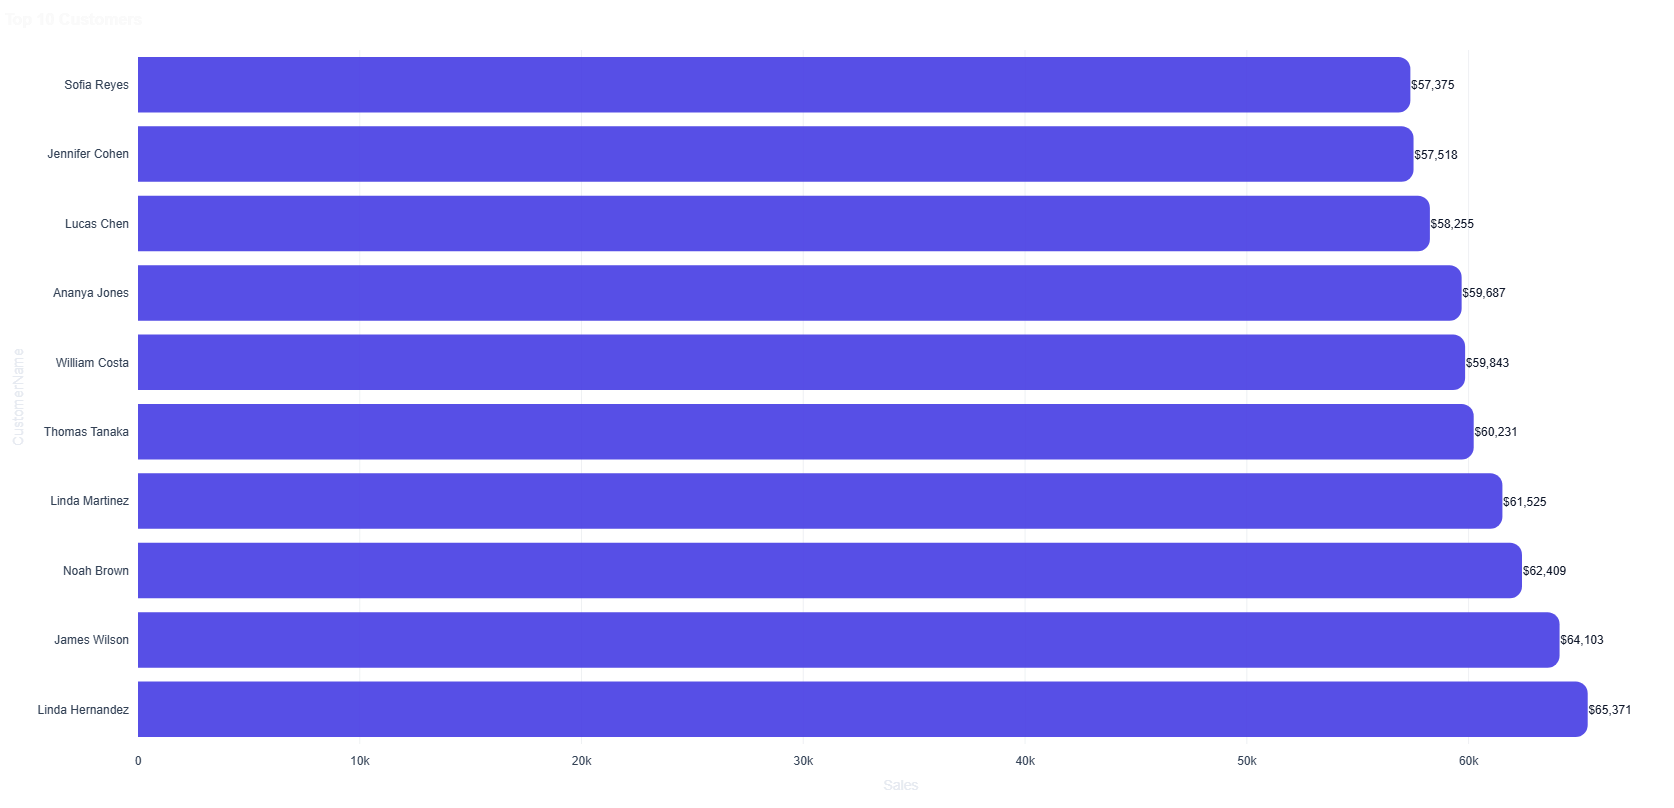 Top 10 Customers
Sofia Reyes $57,375
Jennifer Cohen $57,518
Lucas Chen $58,255
Ananya Jones $59,687
William Costa $59,843
CustomerName
Thomas Tanaka $60,231
Linda Martinez $61,525
Noah Brown $62,409
James Wilson $64,103
Linda Hernandez $65,371
0 10k 20k 30k 40k 50k 60k
Sales